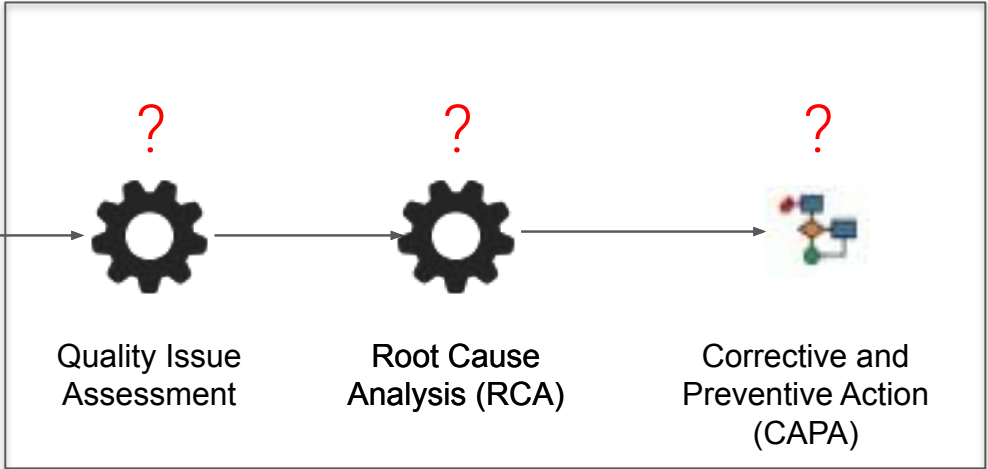 ? ? ?
Quality Issue
Assessment
Root Cause
Analysis (RCA)
Corrective and
Preventive Action
(CAPA)